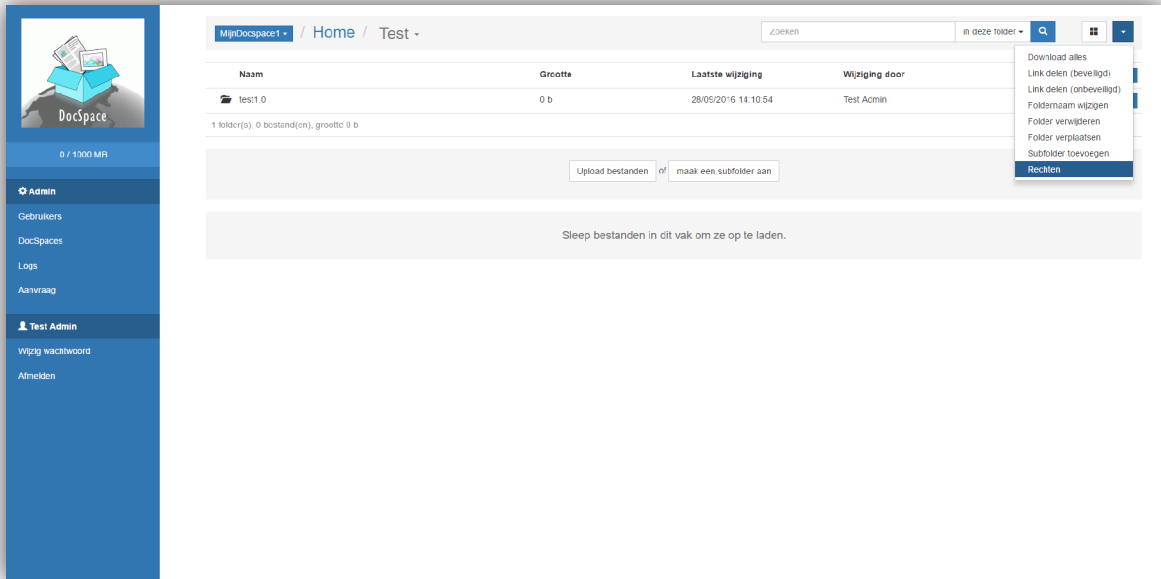 DocSpace
0 / 1000 MB
Admin
Gebruikers
DocSpaces
Logs
Aanvraag
Test Admin
Wijzig wachtwoord
Afmelden
MijnDocspace1 / Home / Test
Zoeken
in deze folder
Download alles
Link delen (beveiligd)
Link delen (onbeveiligd)
Foldernaam wijzigen
Folder verwijderen
Folder verplaatsen
Subfolder toevoegen
Rechten
Naam Grootte Laatste wijziging Wijziging door
test1.0 0 b 28/09/2016 14:10:54 Test Admin
1 folder(s), 0 bestand(en), grootte 0 b
Upload bestanden of maak een subfolder aan
Sleep bestanden in dit vak om ze op te laden.